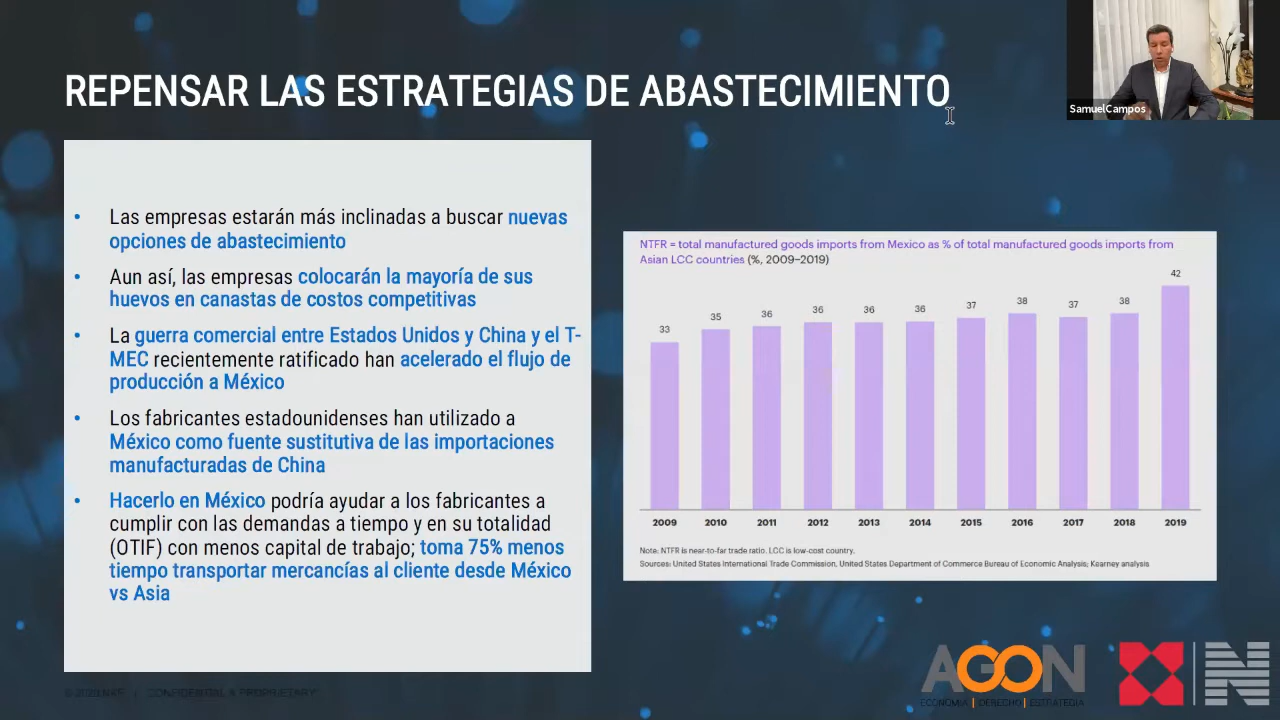 REPENSAR LAS ESTRATEGIAS DE ABASTECIMIENTO
SamuelCampos
• Las empresas estarán más inclinadas a buscar nuevas
opciones de abastecimiento
• Aun así, las empresas colocarán la mayoría de sus
huevos en canastas de costos competitivas
• La guerra comercial entre Estados Unidos y China y el T-
MEC recientemente ratificado han acelerado el flujo de
producción a México
• Los fabricantes estadounidenses han utilizado a
México como fuente sustitutiva de las importaciones
manufacturadas de China
• Hacerlo en México podría ayudar a los fabricantes a
cumplir con las demandas a tiempo y en su totalidad
(OTIF) con menos capital de trabajo; toma 75% menos
tiempo transportar mercancías al cliente desde México
vs Asia
NTFR = total manufactured goods imports from Mexico as % of total manufactured goods imports from
Asian LCC countries (%, 2009–2019)
33 35 36 36 36 36 37 38 37 38 42
2009 2010 2011 2012 2013 2014 2015 2016 2017 2018 2019
Note: NTFR is near-to-far trade ratio. LCC is low-cost country.
Sources: United States International Trade Commission, United States Department of Commerce Bureau of Economic Analysis; Kearney analysis
AGON
ECONOMÍA | DERECHO | ESTRATEGIA
N
© 2020 NKF | CONFIDENTIAL & PROPRIETARY